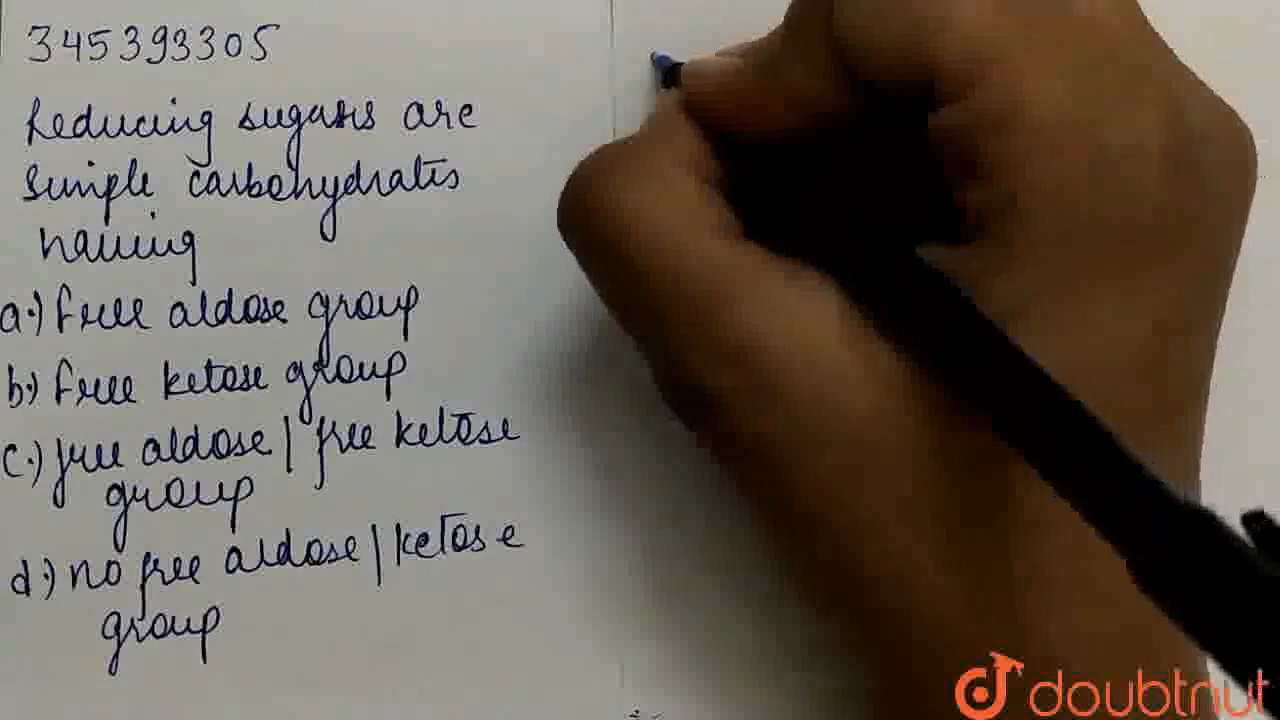 345393305
Reducing sugars are
simple carbohydrates
having
a.) free aldose group
b.) free ketose group
c.) free aldose | free ketose
group
d.) no free aldose | ketose
group
doubtnut